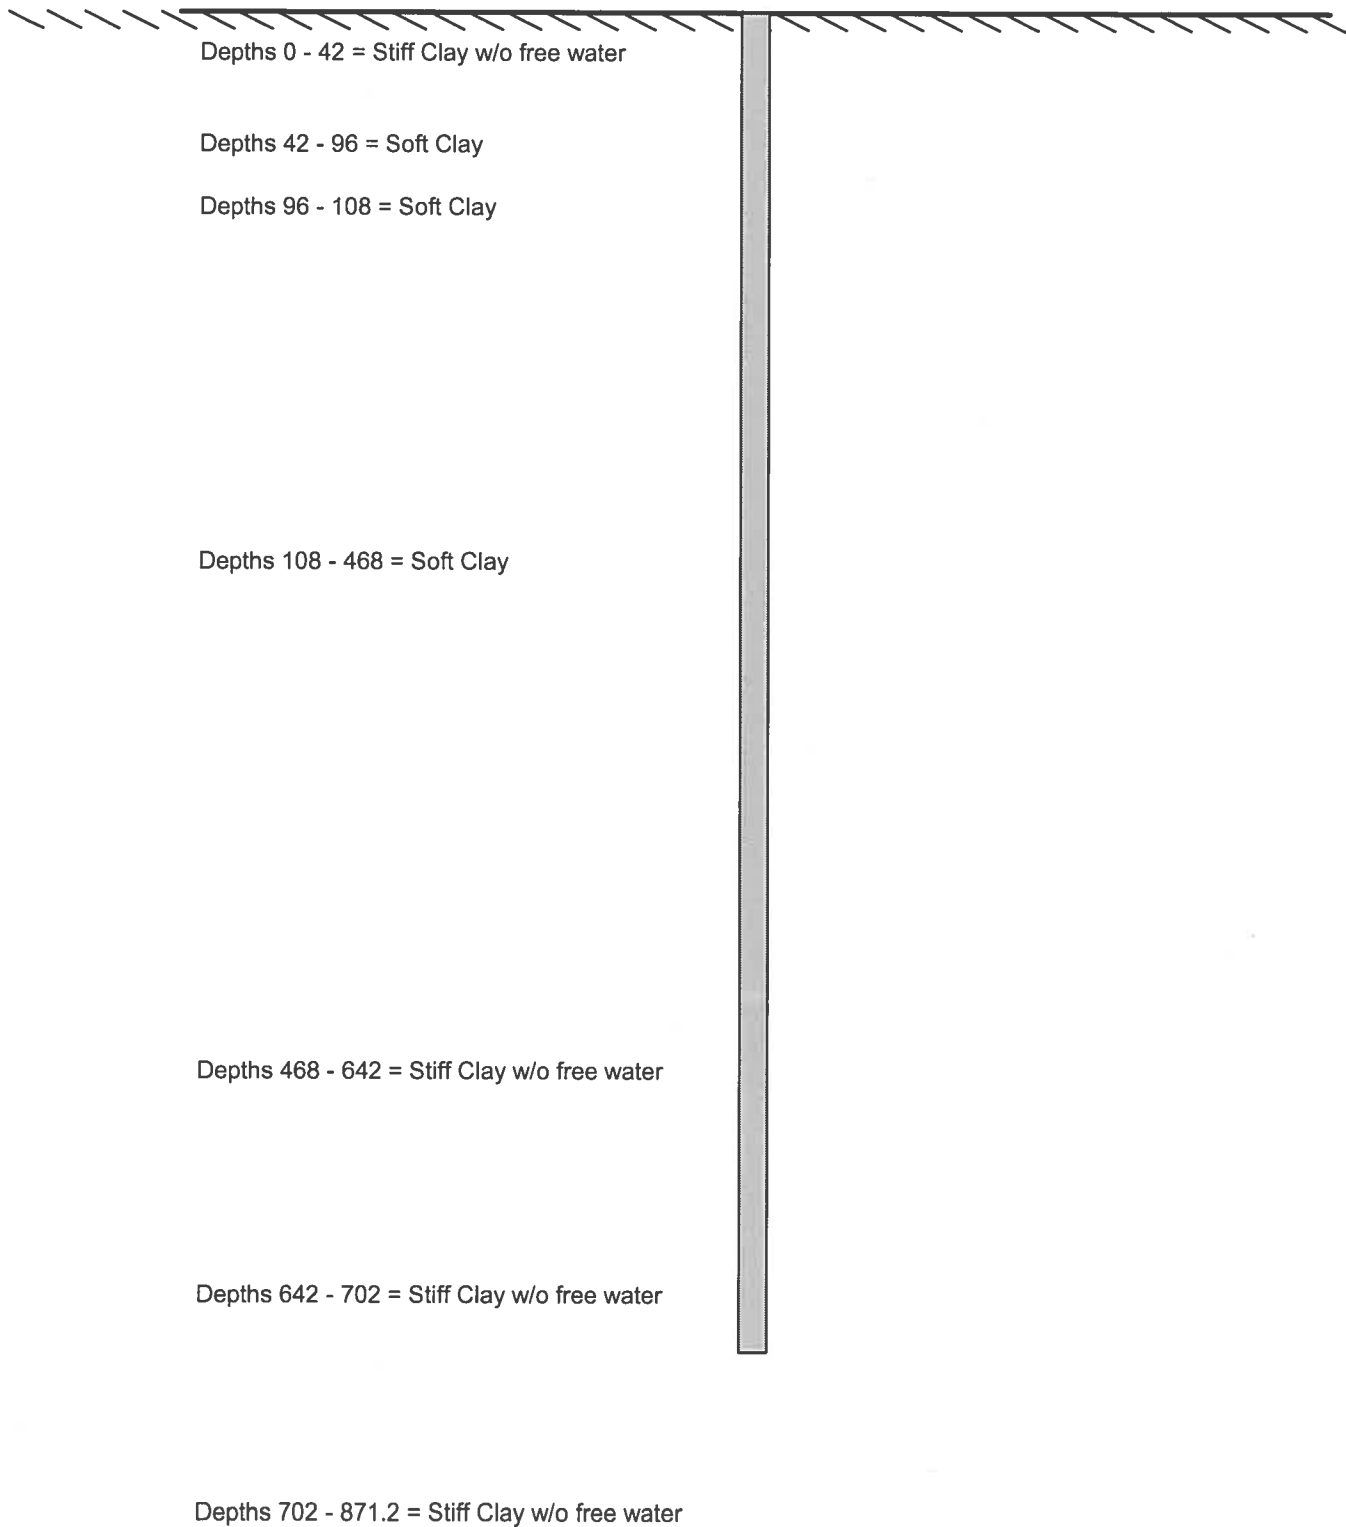 Depths 0 - 42 = Stiff Clay w/o free water
Depths 42 - 96 = Soft Clay
Depths 96 - 108 = Soft Clay
Depths 108 - 468 = Soft Clay
Depths 468 - 642 = Stiff Clay w/o free water
Depths 642 - 702 = Stiff Clay w/o free water
Depths 702 - 871.2 = Stiff Clay w/o free water